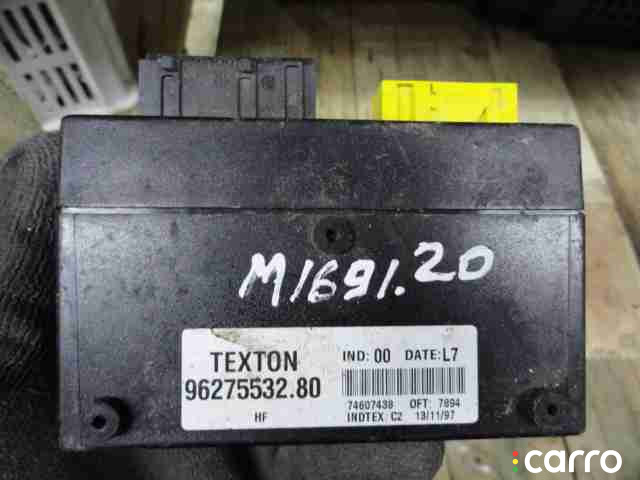 M1691.20
TEXTON IND: 00 DATE: L7
96275532.80
74607438 OFT: 7894
HF INDTEX: C2 13/11/97
carro